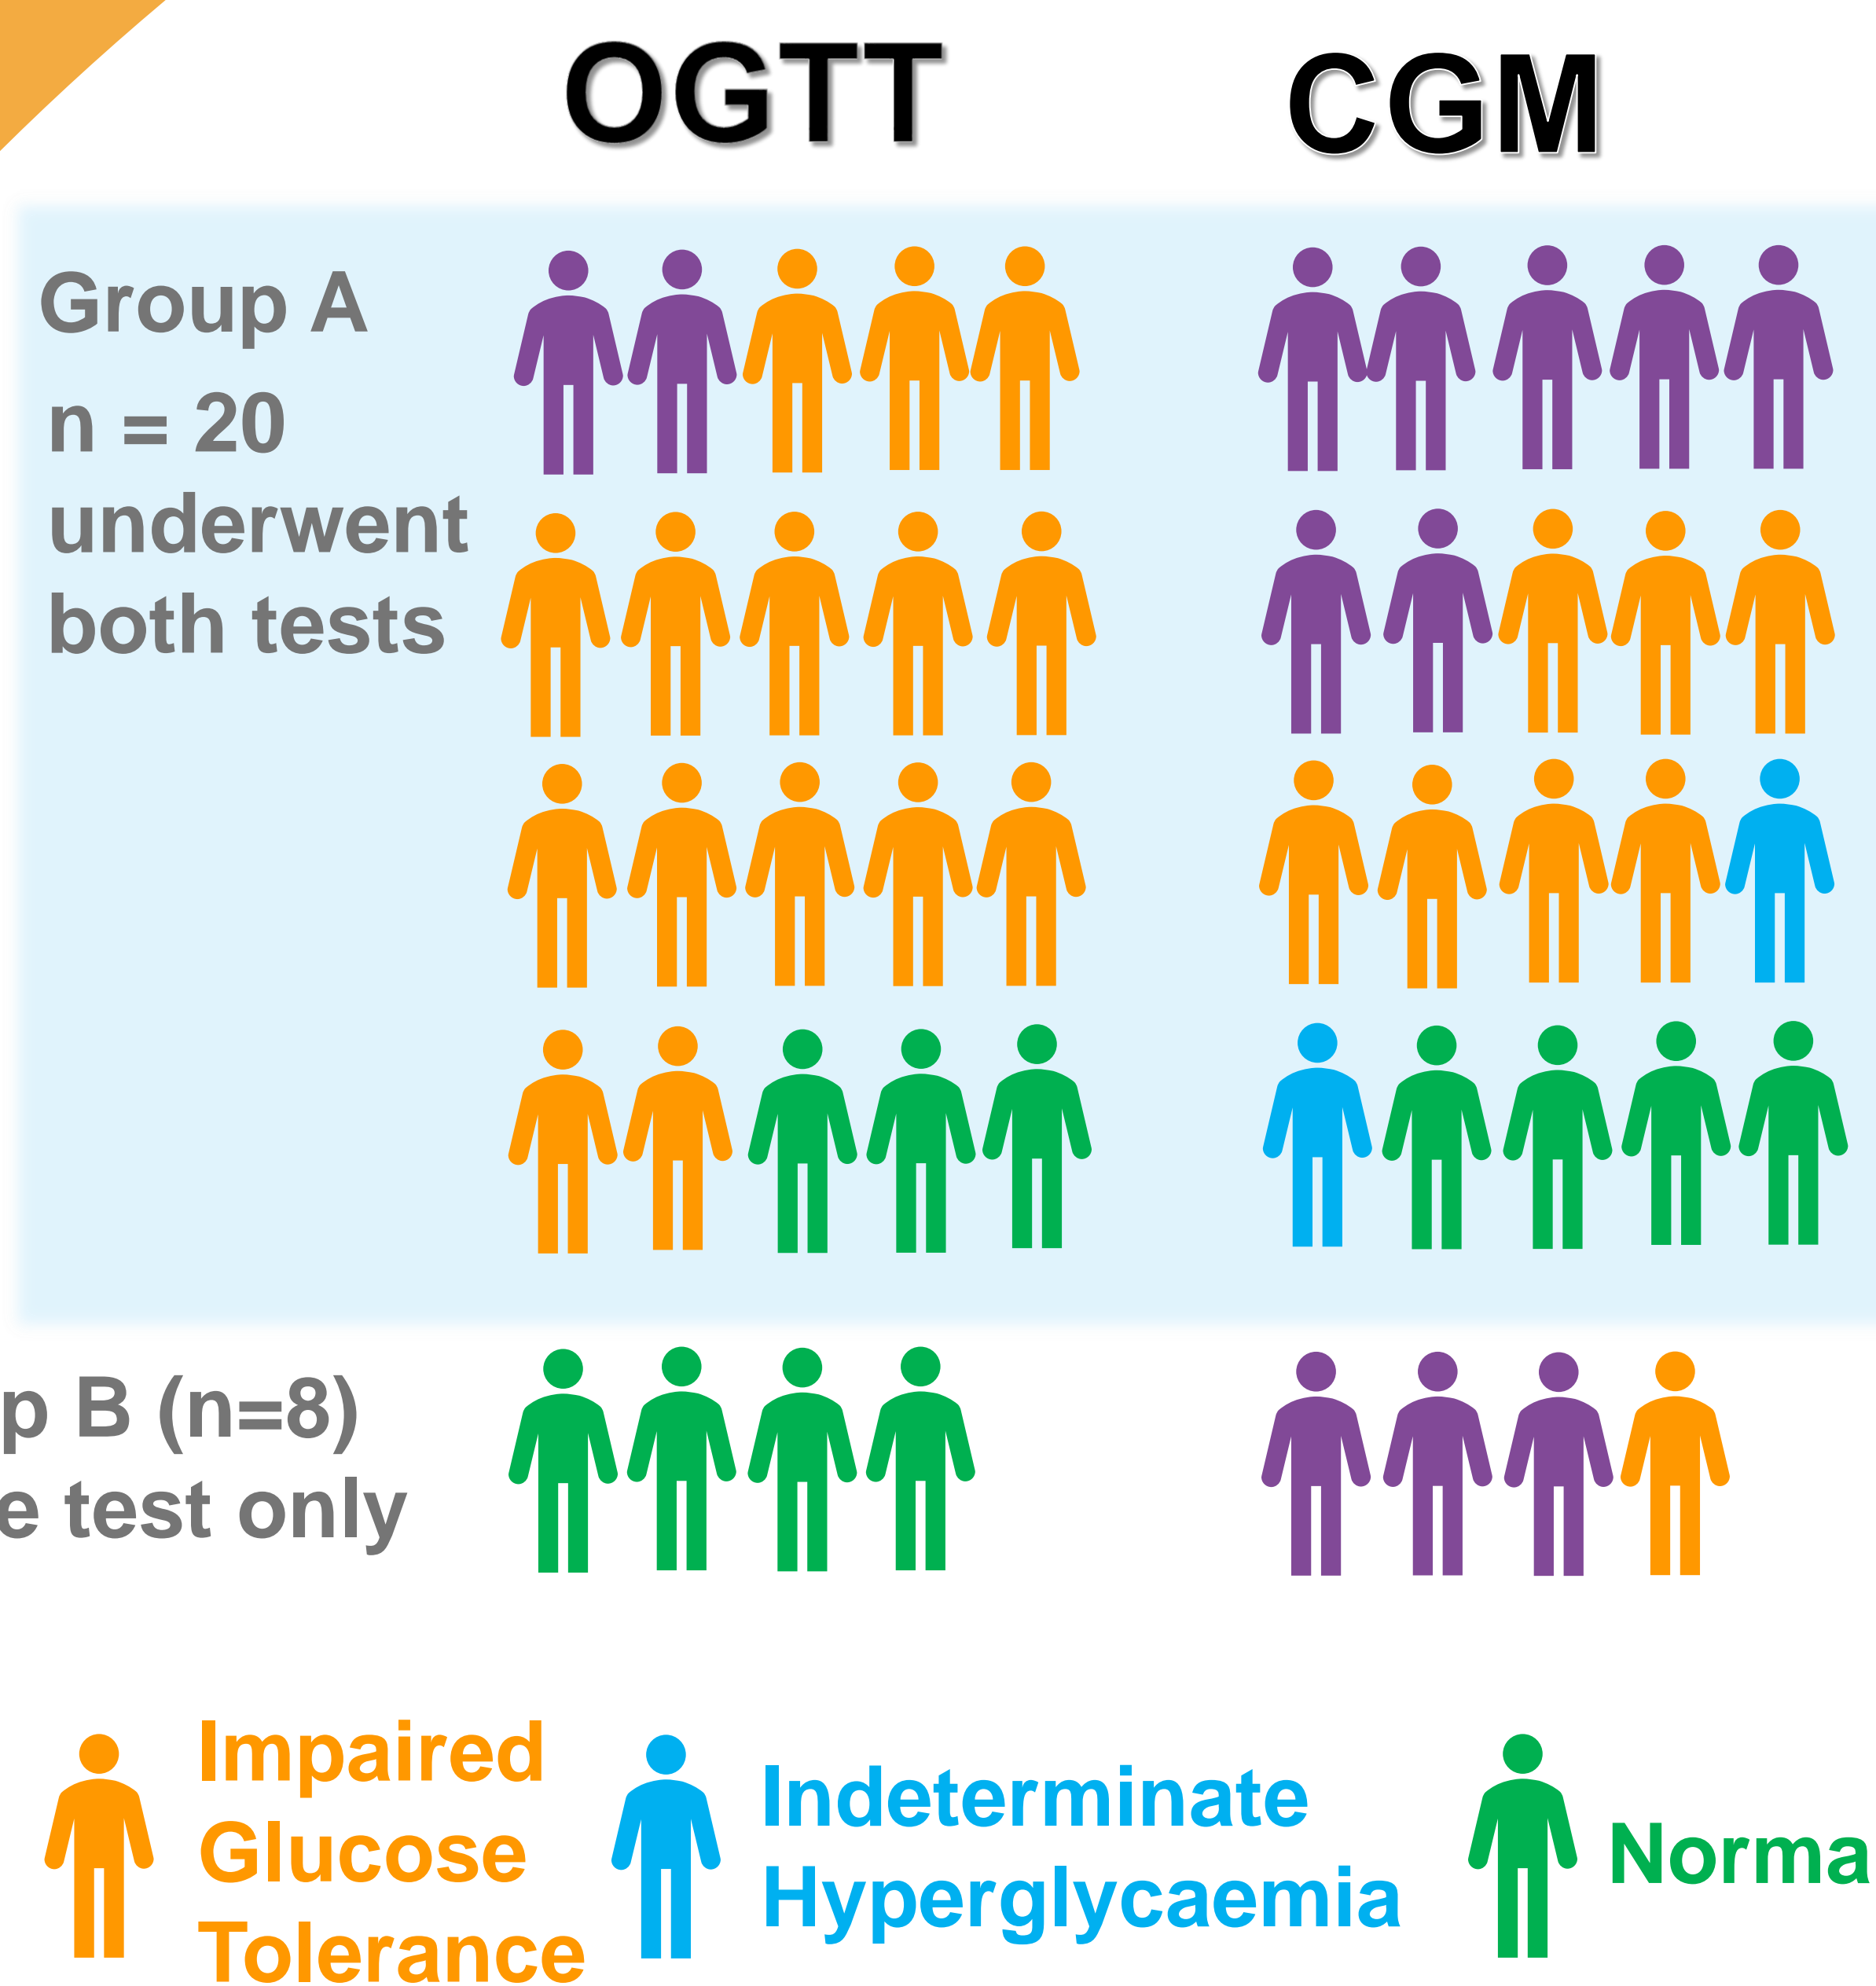 OGTT CGM
Group A
n = 20
underwent
both tests
p B (n=8)
e test only
Impaired
Glucose
Tolerance
Indeterminate
Hyperglycaemia
Norma